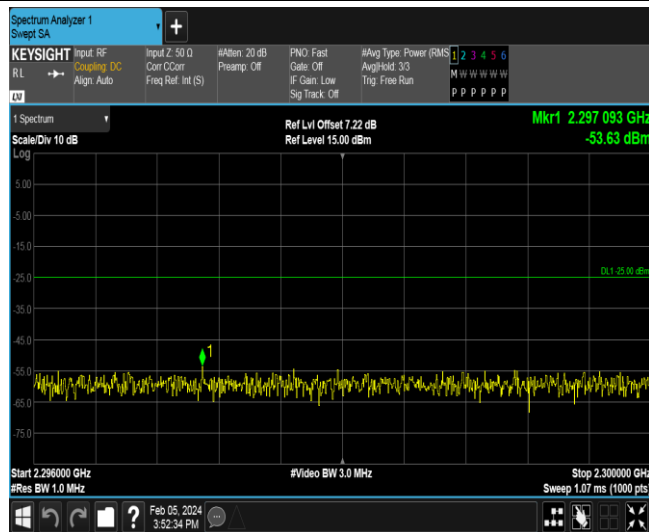 Spectrum Analyzer 1
Swept SA
+
KEYSIGHT
RL
LXI
Input: RF
Coupling: DC
Align: Auto
Input Z: 50 Ω
Corr CCorr
Freq Ref: Int (S)
#Atten: 20 dB
Preamp: Off
PNO: Fast
Gate: Off
IF Gain: Low
Sig Track: Off
#Avg Type: Power (RMS
Avg|Hold: 3/3
Trig: Free Run
1 2 3 4 5 6
M W W W W W
P P P P P P
1 Spectrum
Scale/Div 10 dB
Ref Lvl Offset 7.22 dB
Ref Level 15.00 dBm
Mkr1 2.297 093 GHz
-53.63 dBm
Log
5.00
-5.00
-15.0
-25.0
DL1 -25.00 dBm
-35.0
-45.0
1
-55.0
-65.0
-75.0
Start 2.296000 GHz
#Video BW 3.0 MHz
Stop 2.300000 GHz
#Res BW 1.0 MHz
Sweep 1.07 ms (1000 pts)
?
Feb 05, 2024
3:52:34 PM